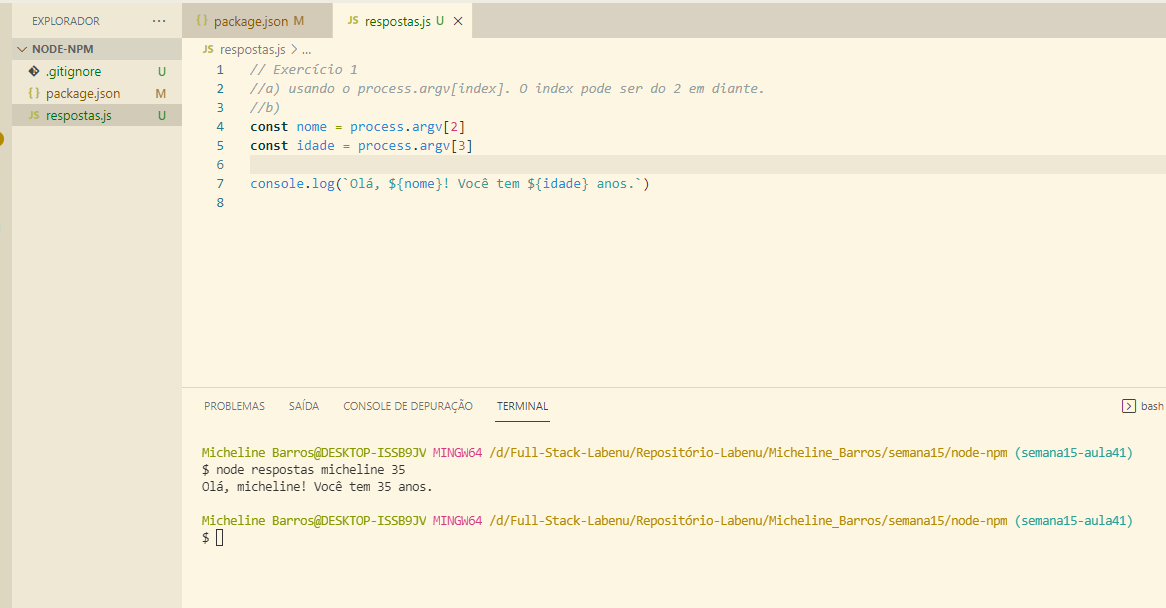 EXPLORADOR ···
{} package.json M
JS respostas.js U
NODE-NPM
JS respostas.js > ...
.gitignore U
{} package.json M
JS respostas.js U
1 // Exercício 1
2 //a) usando o process.argv[index]. O index pode ser do 2 em diante.
3 //b)
4 const nome = process.argv[2]
5 const idade = process.argv[3]
6
7 console.log(`Olá, ${nome}! Você tem ${idade} anos.`)
8
PROBLEMAS SAÍDA CONSOLE DE DEPURAÇÃO TERMINAL bash
Micheline Barros@DESKTOP-ISSB9JV MINGW64 /d/Full-Stack-Labenu/Repositório-Labenu/Micheline_Barros/semana15/node-npm (semana15-aula41)
$ node respostas micheline 35
Olá, micheline! Você tem 35 anos.
Micheline Barros@DESKTOP-ISSB9JV MINGW64 /d/Full-Stack-Labenu/Repositório-Labenu/Micheline_Barros/semana15/node-npm (semana15-aula41)
$